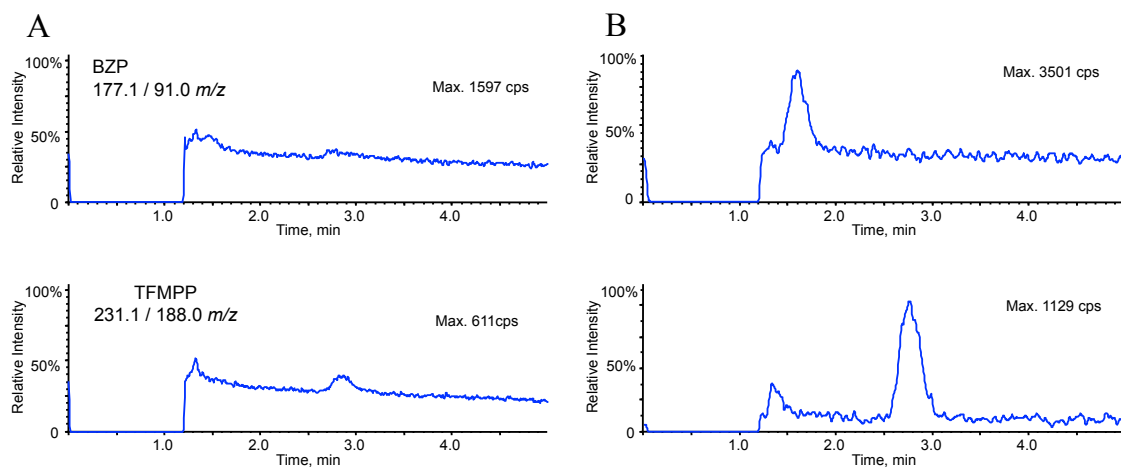 A
Relative Intensity
100%
50%
0
BZP
177.1 / 91.0 m/z
Max. 1597 cps
1.0 2.0 3.0 4.0
Time, min
Relative Intensity
100%
50%
0
TFMPP
231.1 / 188.0 m/z
Max. 611cps
1.0 2.0 3.0 4.0
Time, min
B
Relative Intensity
100%
50%
0
Max. 3501 cps
1.0 2.0 3.0 4.0
Time, min
Relative Intensity
100%
50%
0
Max. 1129 cps
1.0 2.0 3.0 4.0
Time, min